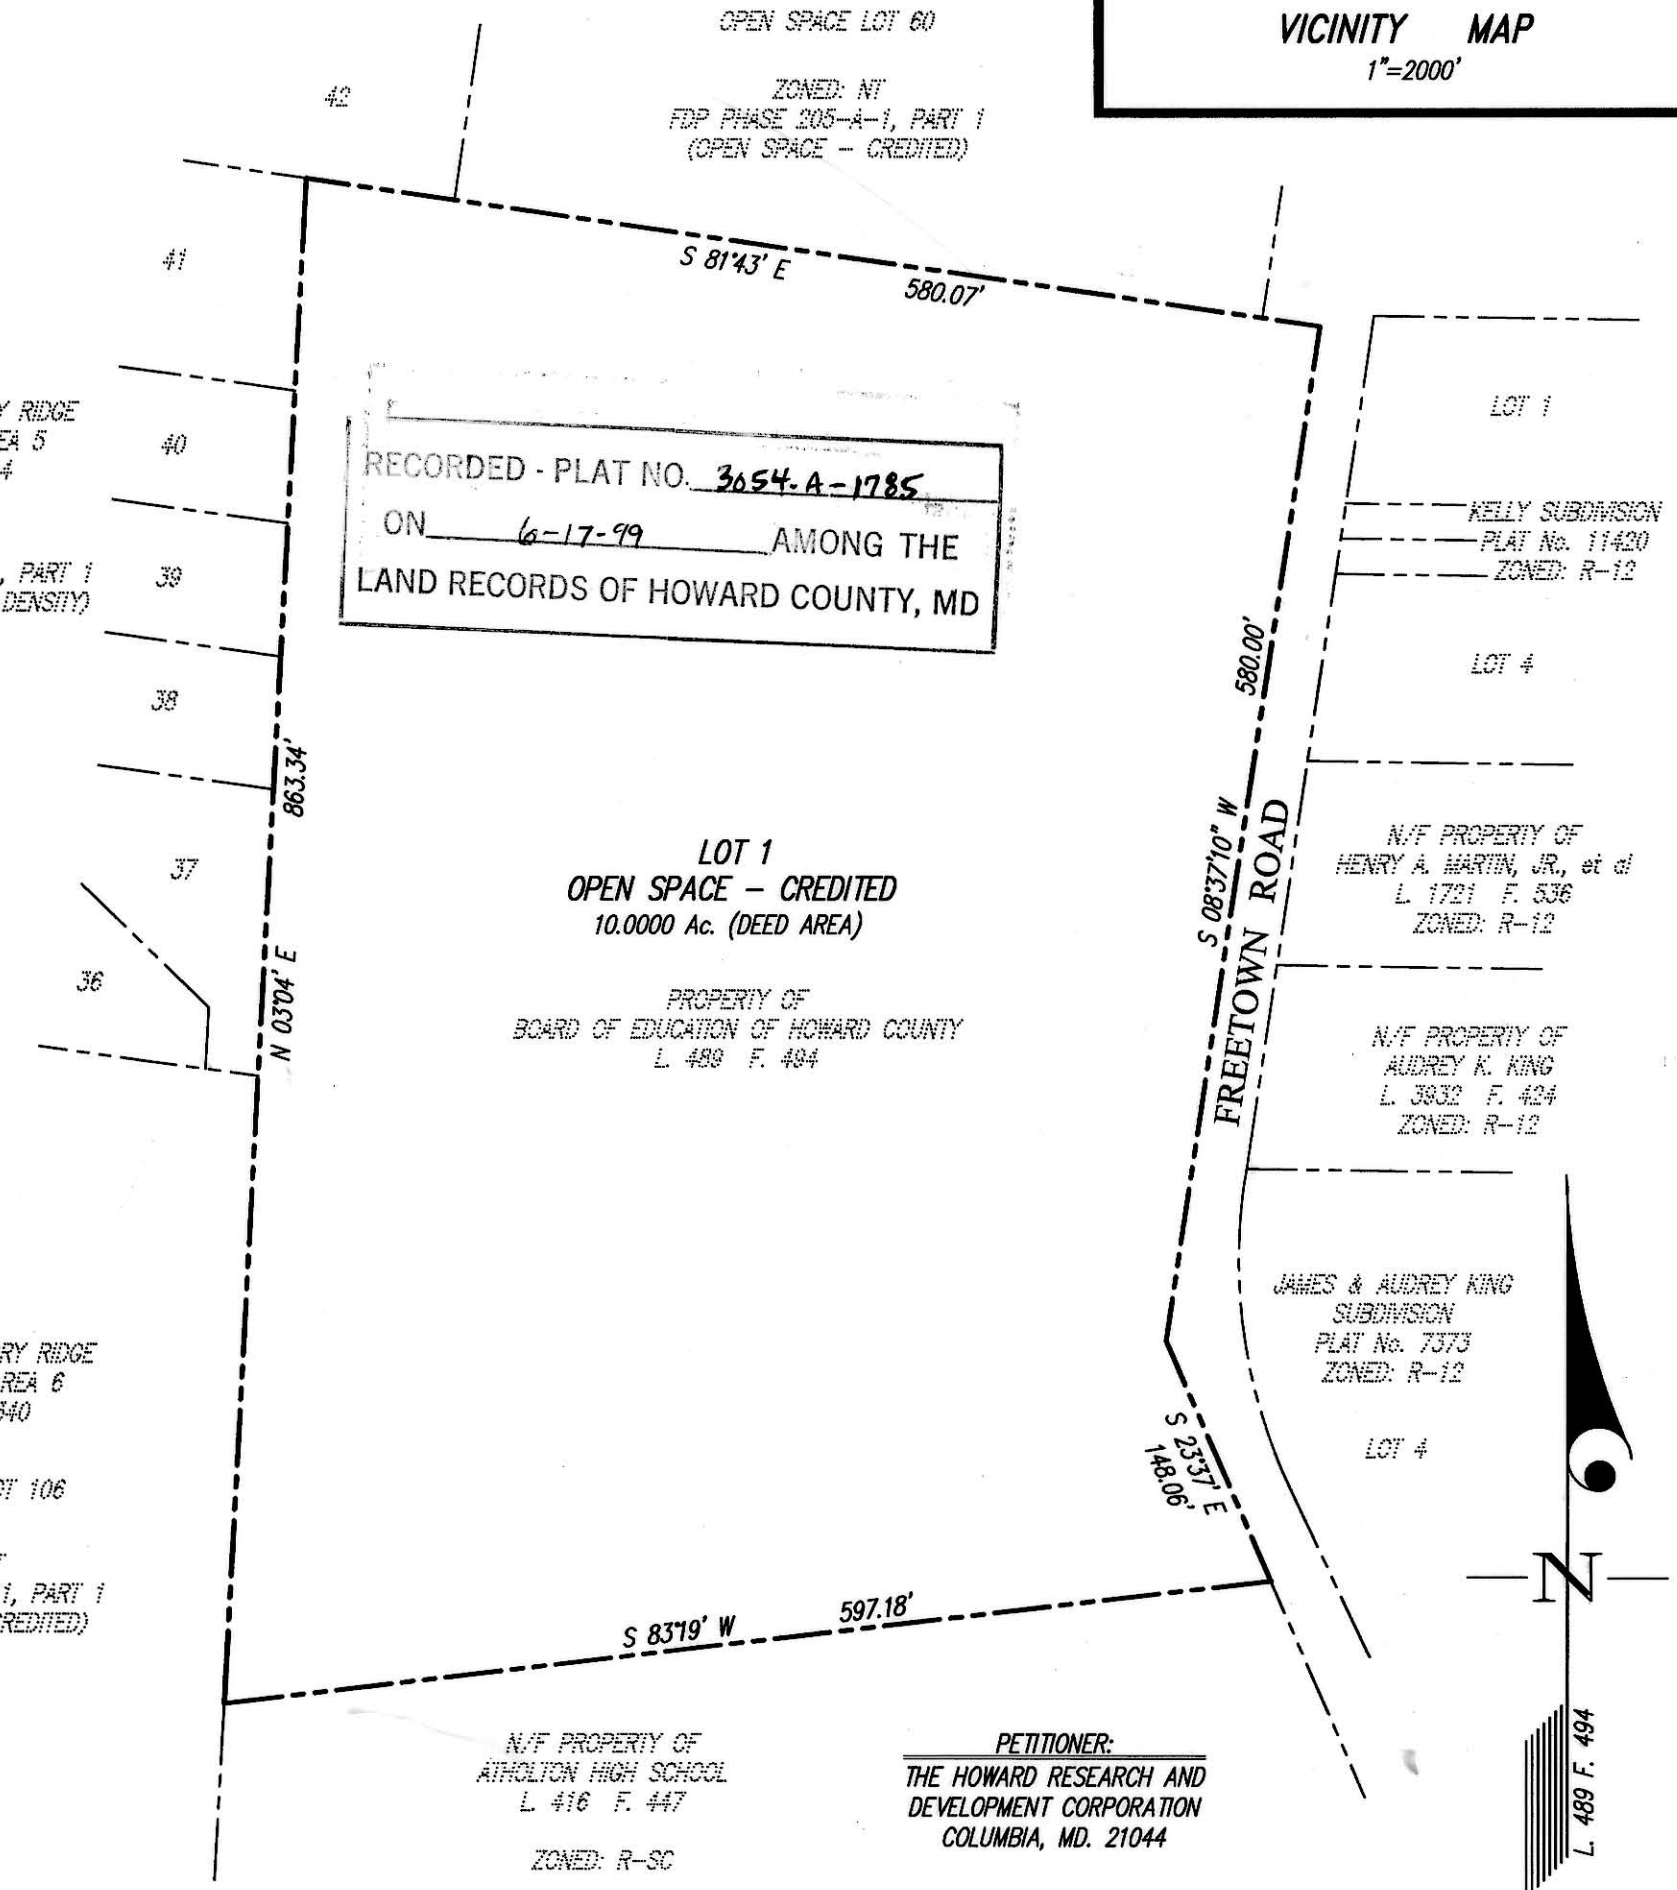 OPEN SPACE LOT 60
ZONED: NT
FDP PHASE 205-A-1, PART 1
(OPEN SPACE - CREDITED)
VICINITY MAP
1"=2000'
42
41
40
39
38
37
36
S 81°43' E
580.07'
Y RIDGE
EA 5
4
, PART 1
DENSITY)
RECORDED - PLAT NO. 3054-A-1785
ON 6-17-99 AMONG THE
LAND RECORDS OF HOWARD COUNTY, MD
LOT 1
KELLY SUBDIVISION
PLAT No. 11420
ZONED: R-12
LOT 4
580.00'
S 08°37'10" W
FREETOWN ROAD
863.34'
N 03°04' E
LOT 1
OPEN SPACE – CREDITED
10.0000 Ac. (DEED AREA)
PROPERTY OF
BOARD OF EDUCATION OF HOWARD COUNTY
L. 489 F. 494
N/F PROPERTY OF
HENRY A. MARTIN, JR., et al
L. 1721 F. 536
ZONED: R-12
N/F PROPERTY OF
AUDREY K. KING
L. 3932 F. 424
ZONED: R-12
JAMES & AUDREY KING
SUBDIVISION
PLAT No. 7373
ZONED: R-12
LOT 4
RY RIDGE
REA 6
340
OT 106
1, PART 1
CREDITED)
S 23°37' E
148.06'
S 83°19' W
597.18'
N
L. 489 F. 494
N/F PROPERTY OF
ATHOLTON HIGH SCHOOL
L. 416 F. 447
ZONED: R-SC
PETITIONER:
THE HOWARD RESEARCH AND
DEVELOPMENT CORPORATION
COLUMBIA, MD. 21044